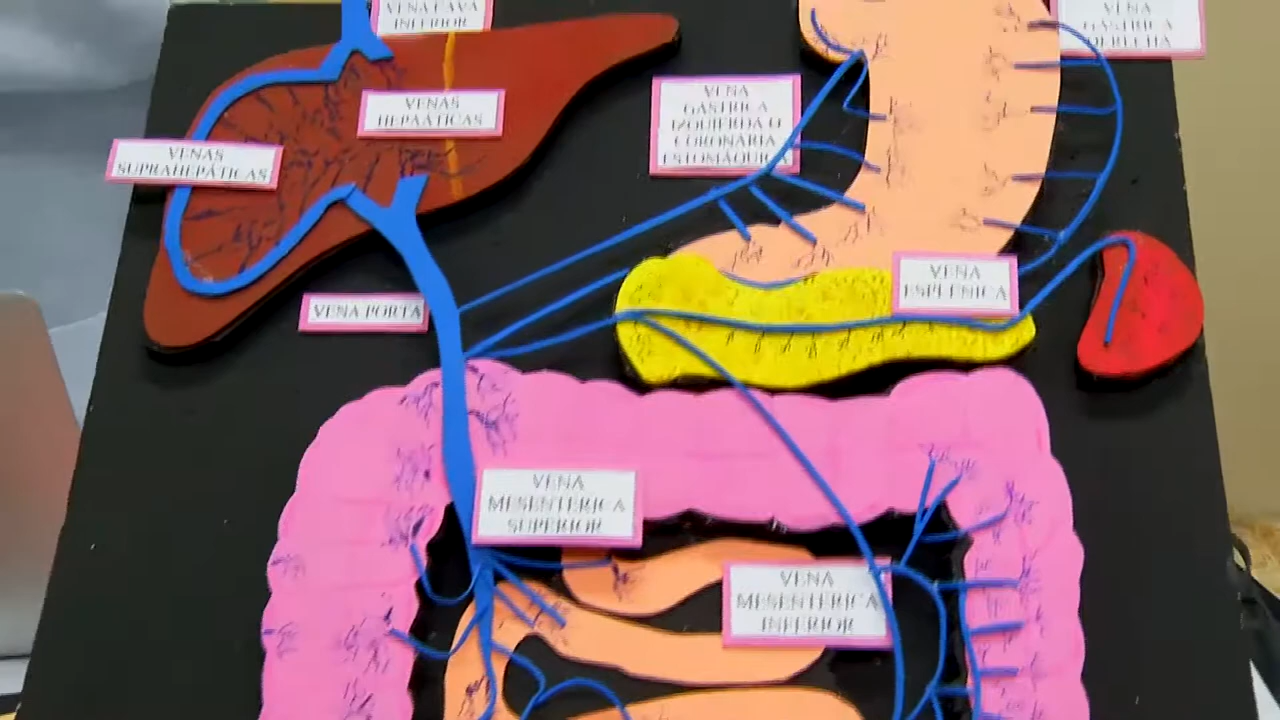 VENA CAVA
INFERIOR
VENA
GÁSTRICA
DERECHA
VENAS
HEPAÁTICAS
VENA
GÁSTRICA
IZQUIERDA O
CORONARIA
ESTOMÁQUICA
VENAS
SUPRAHEPÁTICAS
VENA
ESPLÉNICA
VENA PORTA
VENA
MESENTÉRICA
SUPERIOR
VENA
MESENTÉRICA
INFERIOR